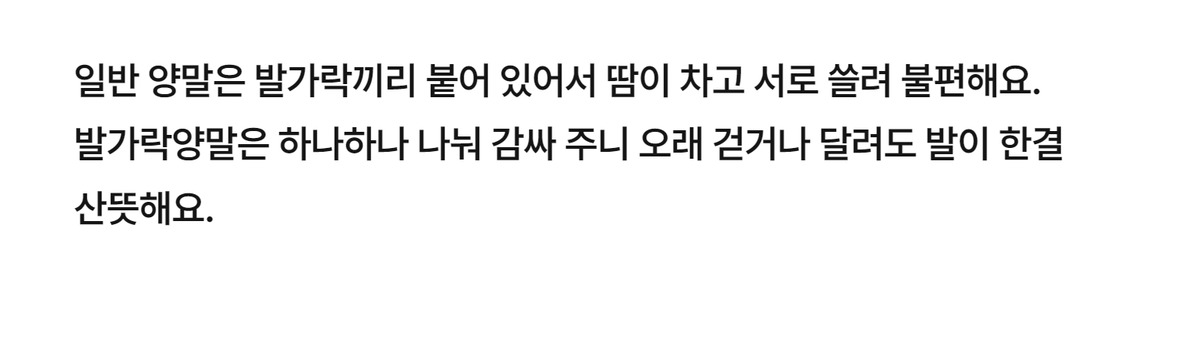 일반 양말은 발가락끼리 붙어 있어서 땀이 차고 서로 쓸려 불편해요.
발가락양말은 하나하나 나눠 감싸 주니 오래 걷거나 달려도 발이 한결
산뜻해요.